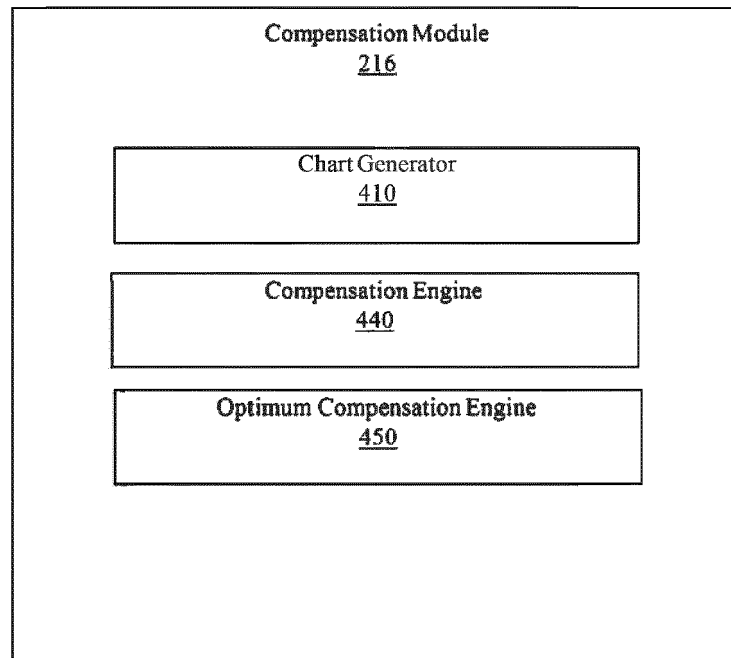 Compensation Module
216
Chart Generator
410
Compensation Engine
440
Optimum Compensation Engine
450